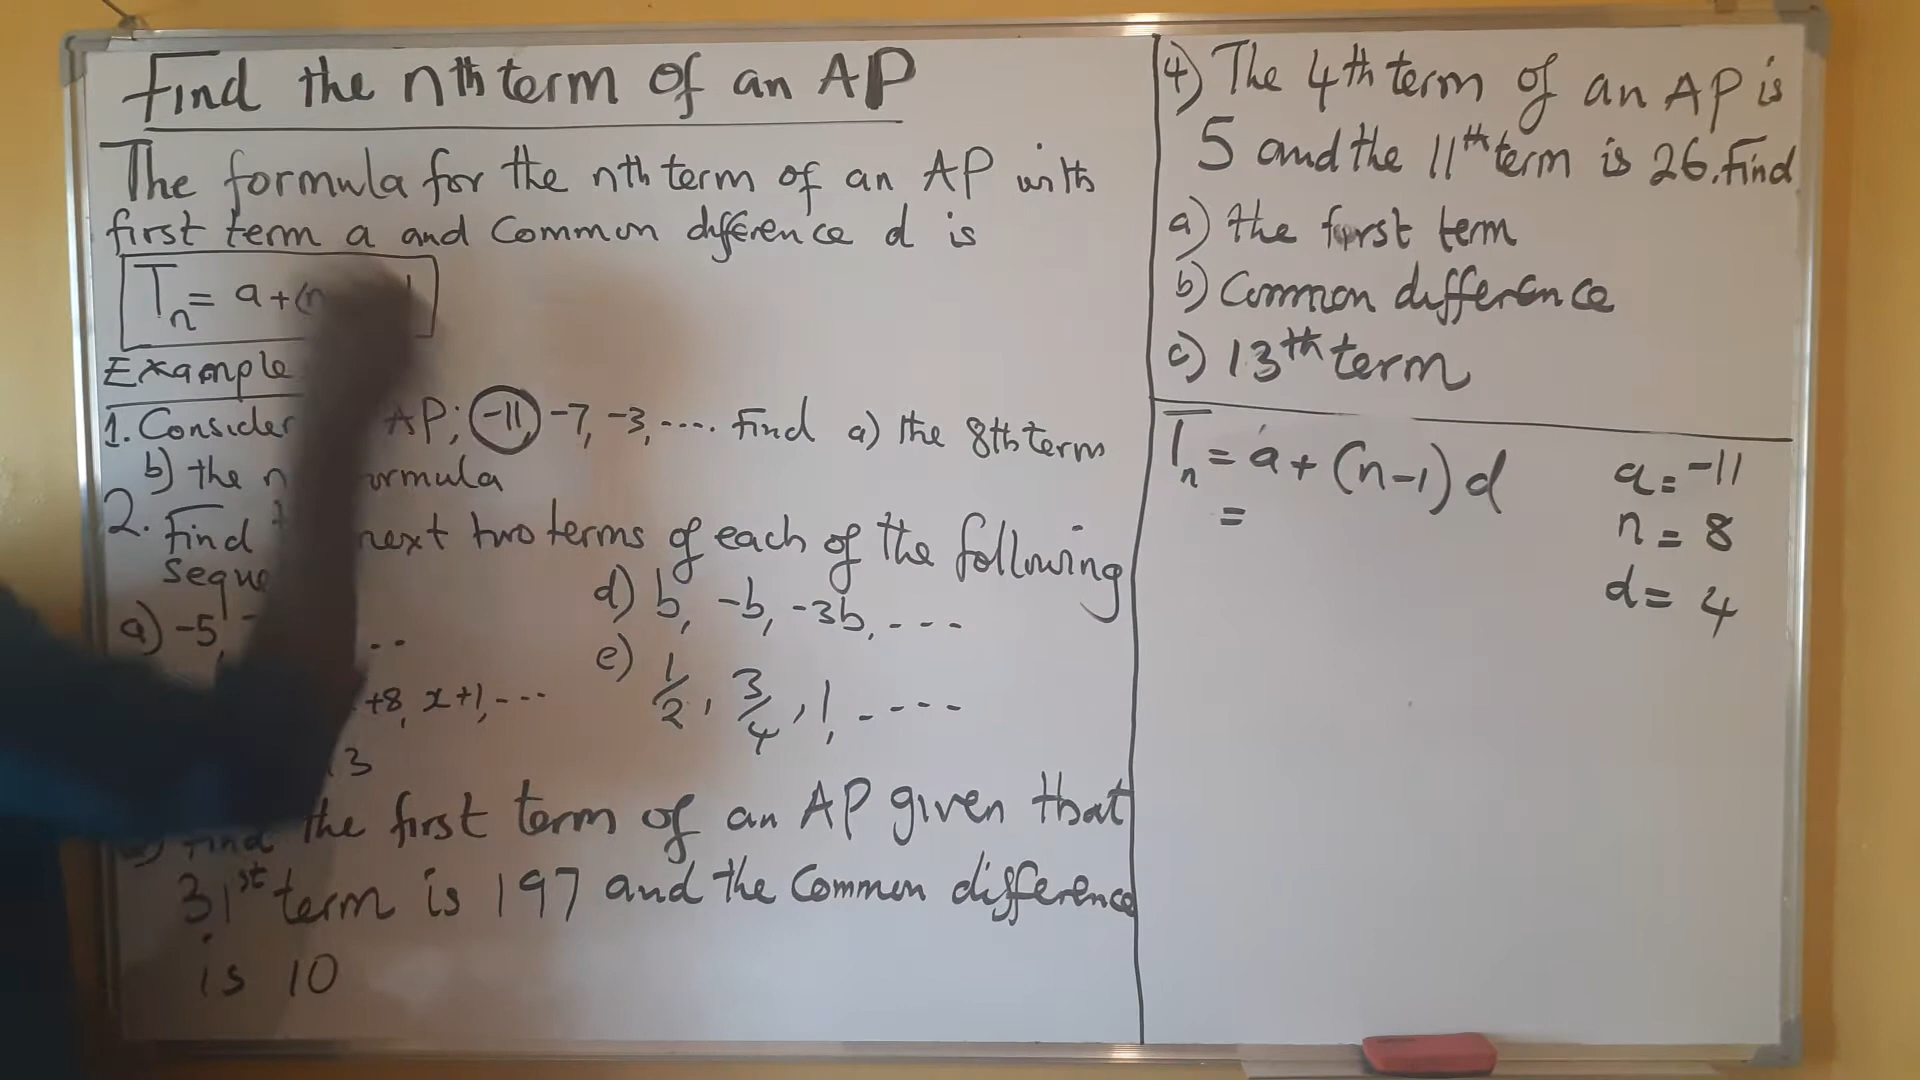 Find the nth term of an AP
The formula for the nth term of an AP with
first term a and Common difference d is
Tn = a+(n
Example
1. Consider AP; -11, -7, -3, .... find a) the 8th term
b) the n ormula
2. Find next two terms of each of the following
seque
a) -5, ..
+8, x+1, ---
13
d) b, -b, -3b, ---
e) 1/2, 3/4, 1, ----
Find the first term of an AP given that
31st term is 197 and the Common difference
is 10
4) The 4th term of an AP is
5 and the 11th term is 26. find
a) the first term
b) Common difference
c) 13th term
Tn = a + (n-1) d
=
a = -11
n = 8
d = 4